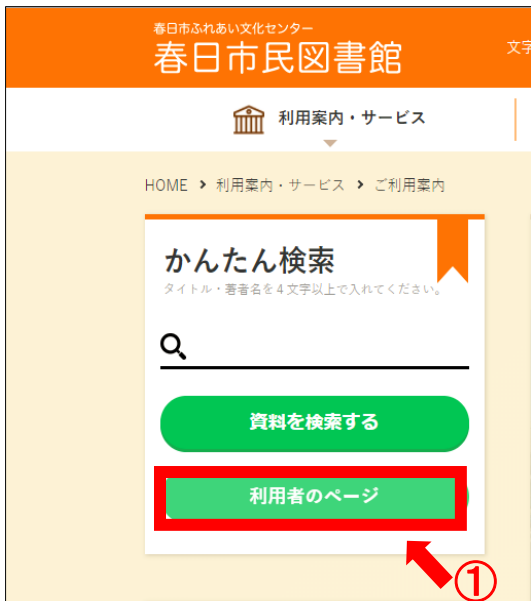 春日市ふれあい文化センター
春日市民図書館
文字
利用案内・サービス
HOME > 利用案内・サービス > ご利用案内
かんたん検索
タイトル・著者名を4文字以上で入れてください。
資料を検索する
利用者のページ
①